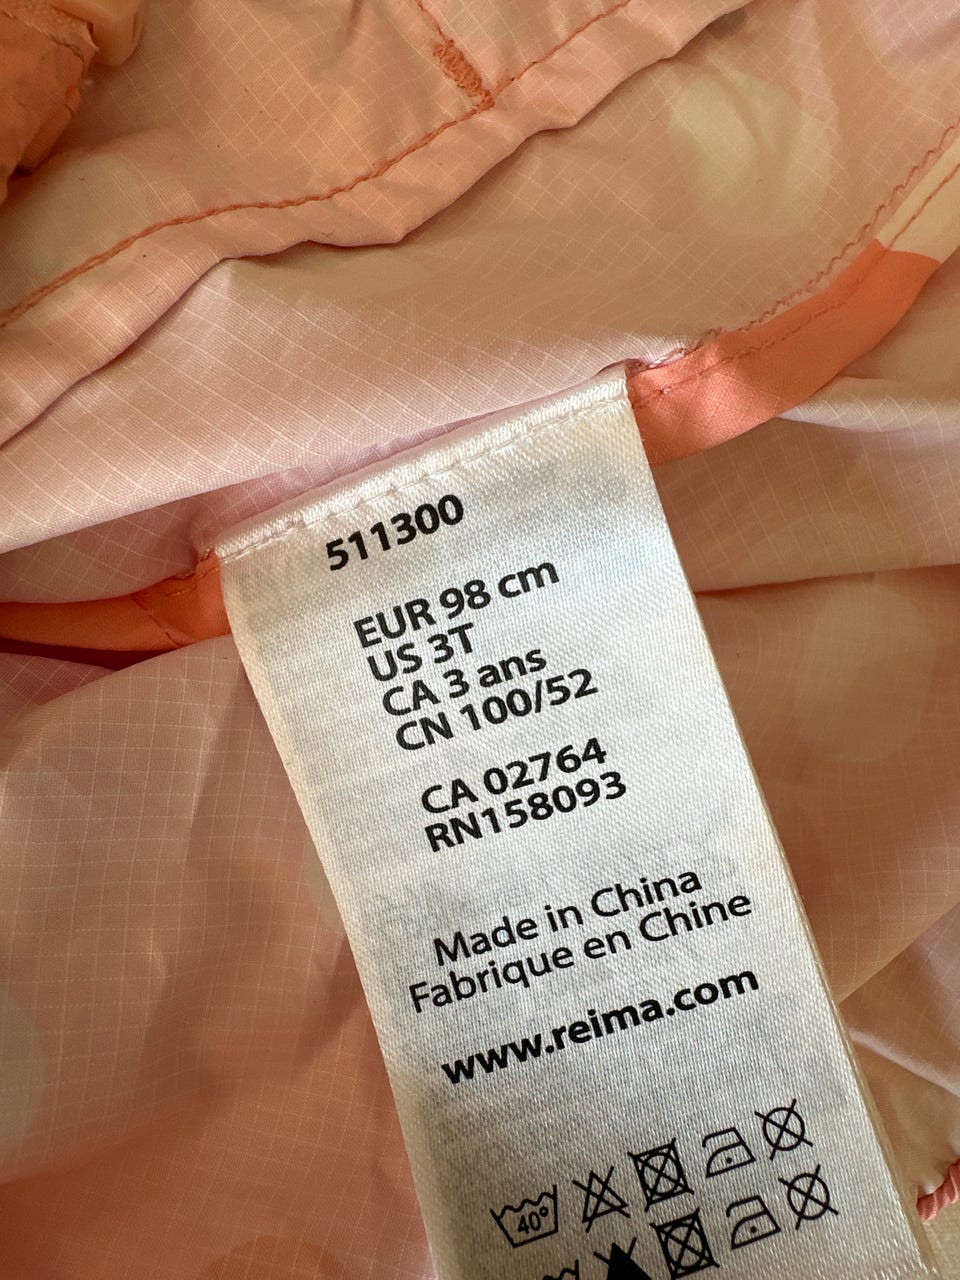 511300
EUR 98 cm
US 3T
CA 3 ans
CN 100/52
CA 02764
RN158093
Made in China
Fabrique en Chine
www.reima.com
40°